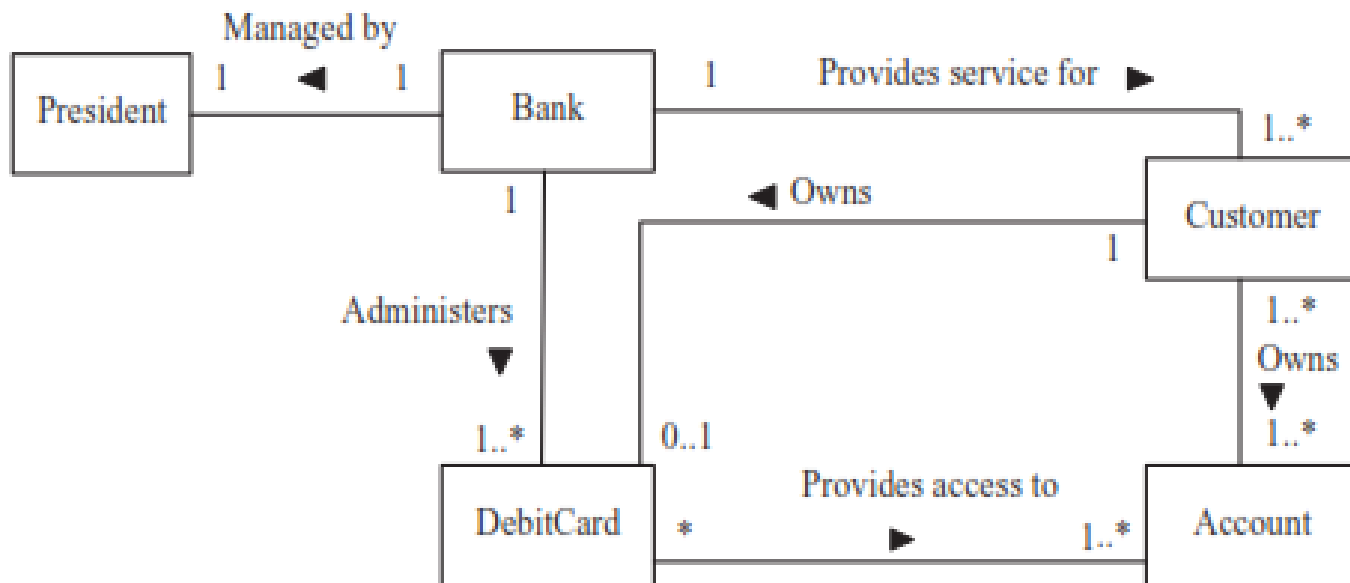 Managed by
1
1
1
Provides service for
President
Bank
1..*
1
Owns
Customer
1
Administers
1..*
Owns
1..*
0..1
1..*
Provides access to
DebitCard
*
1..*
Account